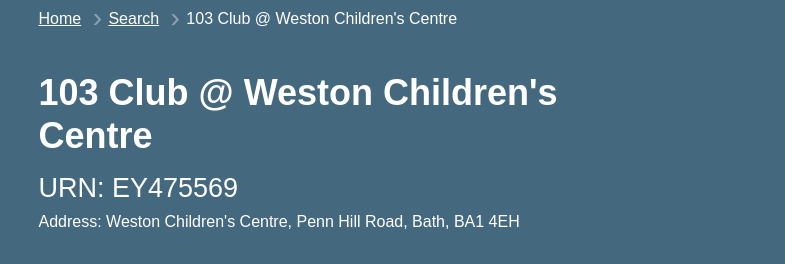 Home > Search > 103 Club @ Weston Children's Centre
103 Club @ Weston Children's
Centre
URN: EY475569
Address: Weston Children's Centre, Penn Hill Road, Bath, BA1 4EH